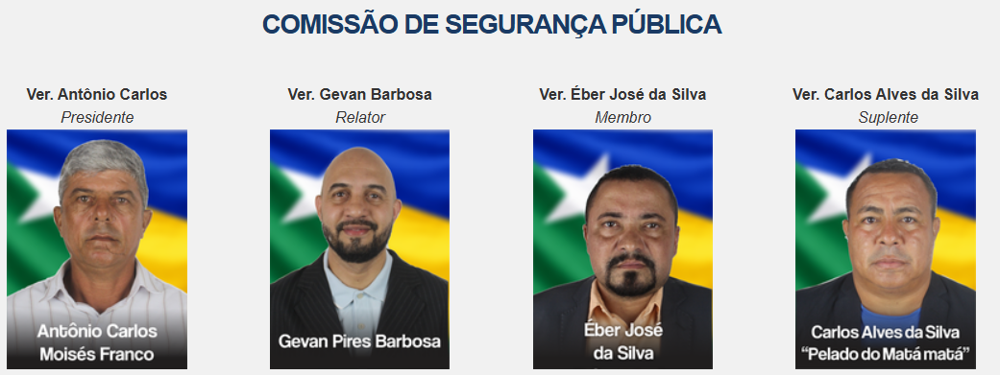 COMISSÃO DE SEGURANÇA PÚBLICA
Ver. Antônio Carlos
Presidente
Antônio Carlos
Moisés Franco
Ver. Gevan Barbosa
Relator
Gevan Pires Barbosa
Ver. Éber José da Silva
Membro
Éber José
da Silva
Ver. Carlos Alves da Silva
Suplente
Carlos Alves da Silva
“Pelado do Matá matá”